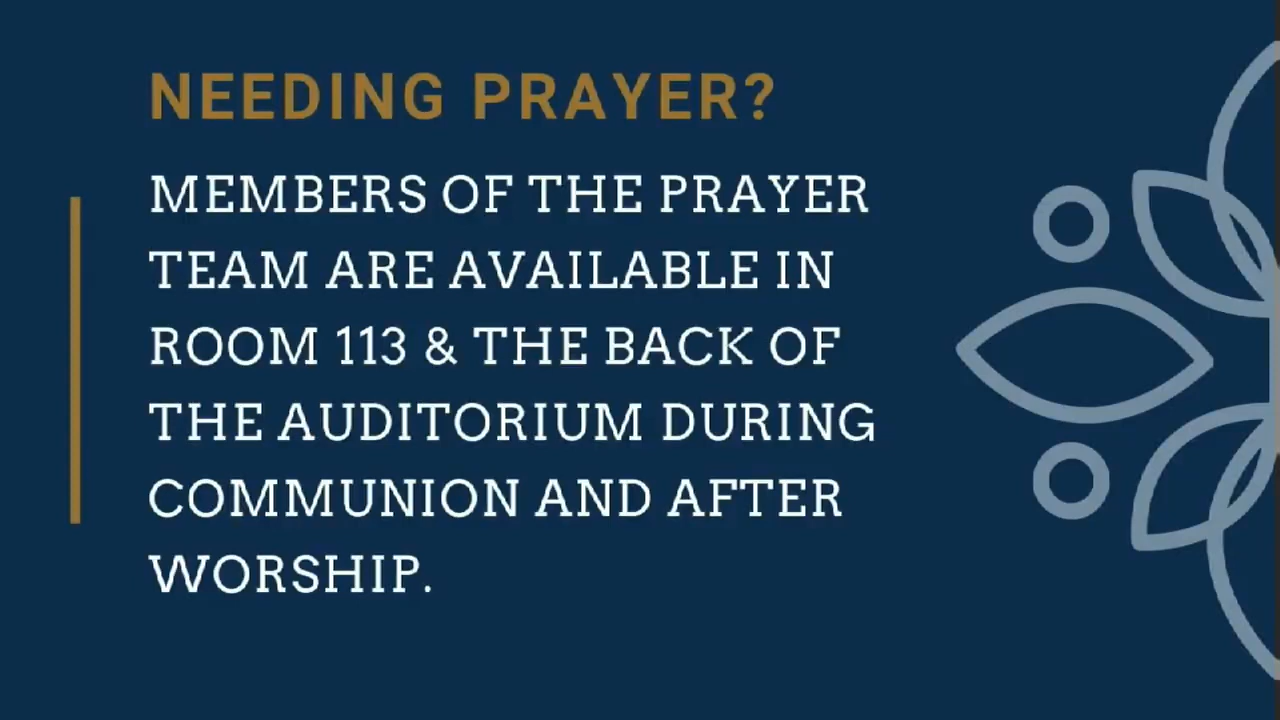 NEEDING PRAYER?
MEMBERS OF THE PRAYER
TEAM ARE AVAILABLE IN
ROOM 113 & THE BACK OF
THE AUDITORIUM DURING
COMMUNION AND AFTER
WORSHIP.